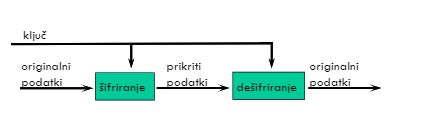 ključ
originalni
podatki
šifriranje
prikriti
podatki
dešifriranje
originalni
podatki